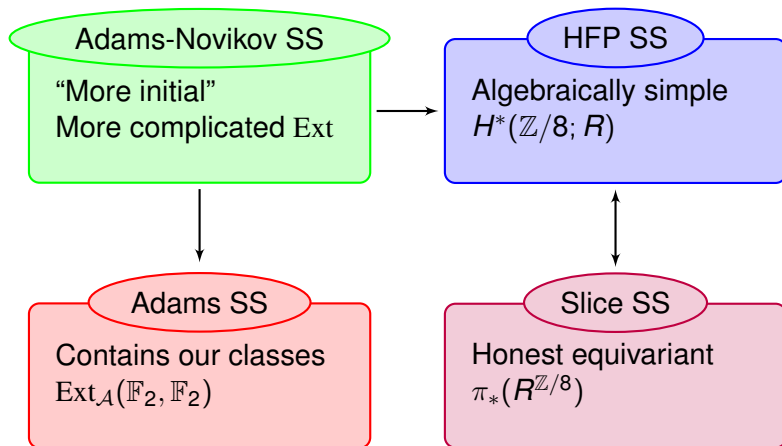 Adams-Novikov SS
“More initial”
More complicated Ext
HFP SS
Algebraically simple
H*(ℤ/8; R)
Adams SS
Contains our classes
Ext_𝒜(𝔽₂, 𝔽₂)
Slice SS
Honest equivariant
π_*(R^{ℤ/8})